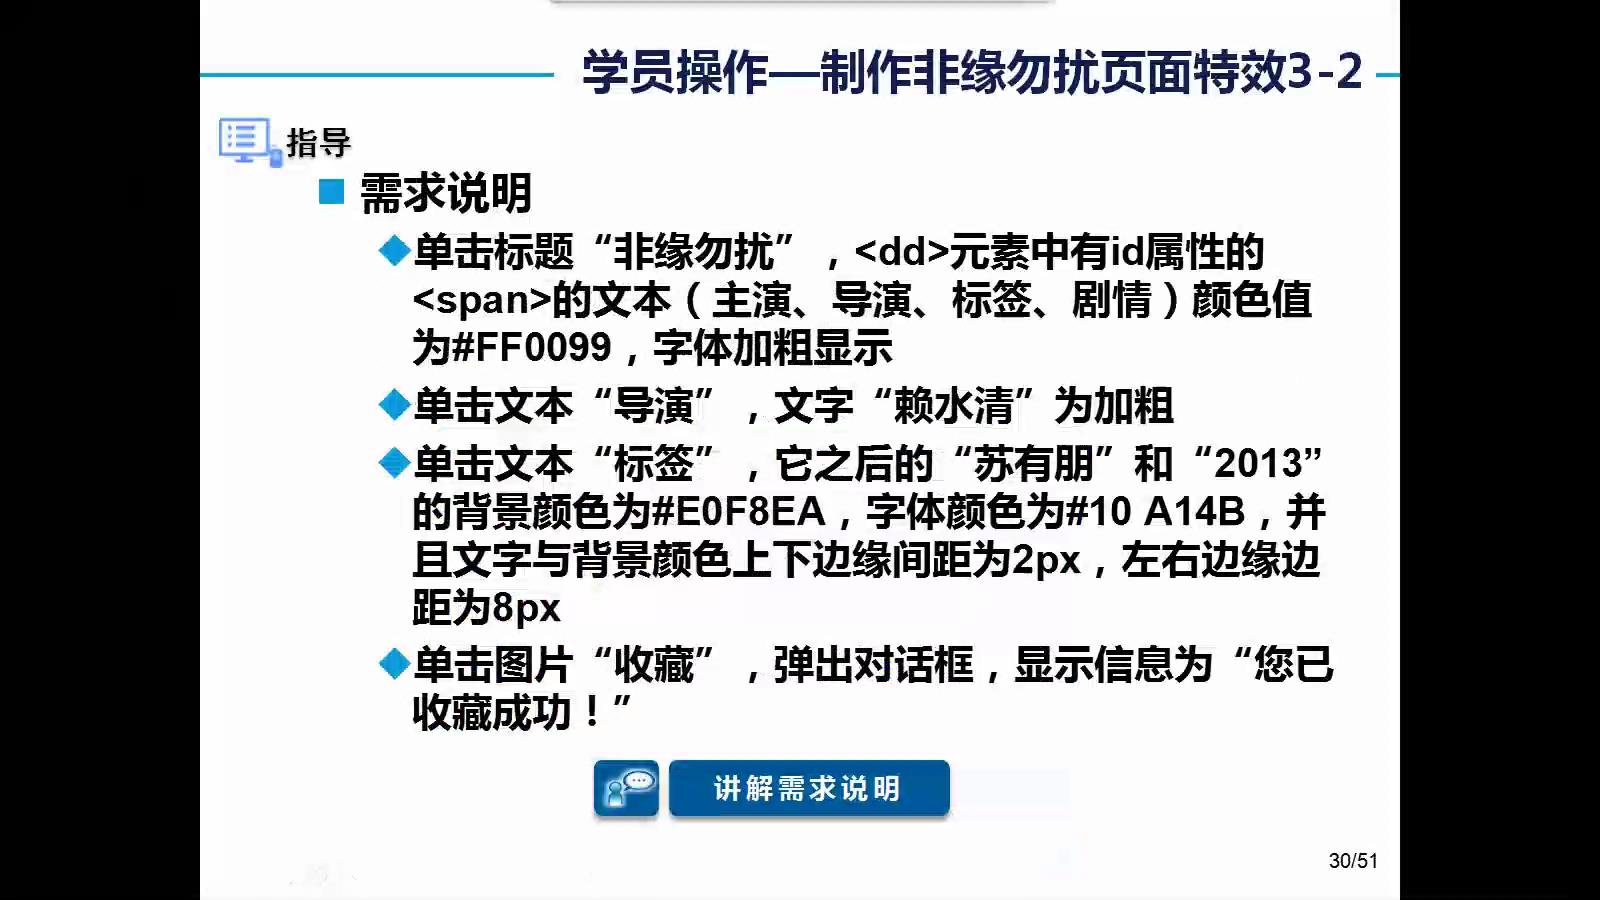 学员操作—制作非缘勿扰页面特效3-2
指导
需求说明
单击标题“非缘勿扰”，<dd>元素中有id属性的
<span>的文本（主演、导演、标签、剧情）颜色值
为#FF0099，字体加粗显示
单击文本“导演”，文字“赖水清”为加粗
单击文本“标签”，它之后的“苏有朋”和“2013”
的背景颜色为#E0F8EA，字体颜色为#10 A14B，并
且文字与背景颜色上下边缘间距为2px，左右边缘边
距为8px
单击图片“收藏”，弹出对话框，显示信息为“您已
收藏成功！”
讲解需求说明
30/51